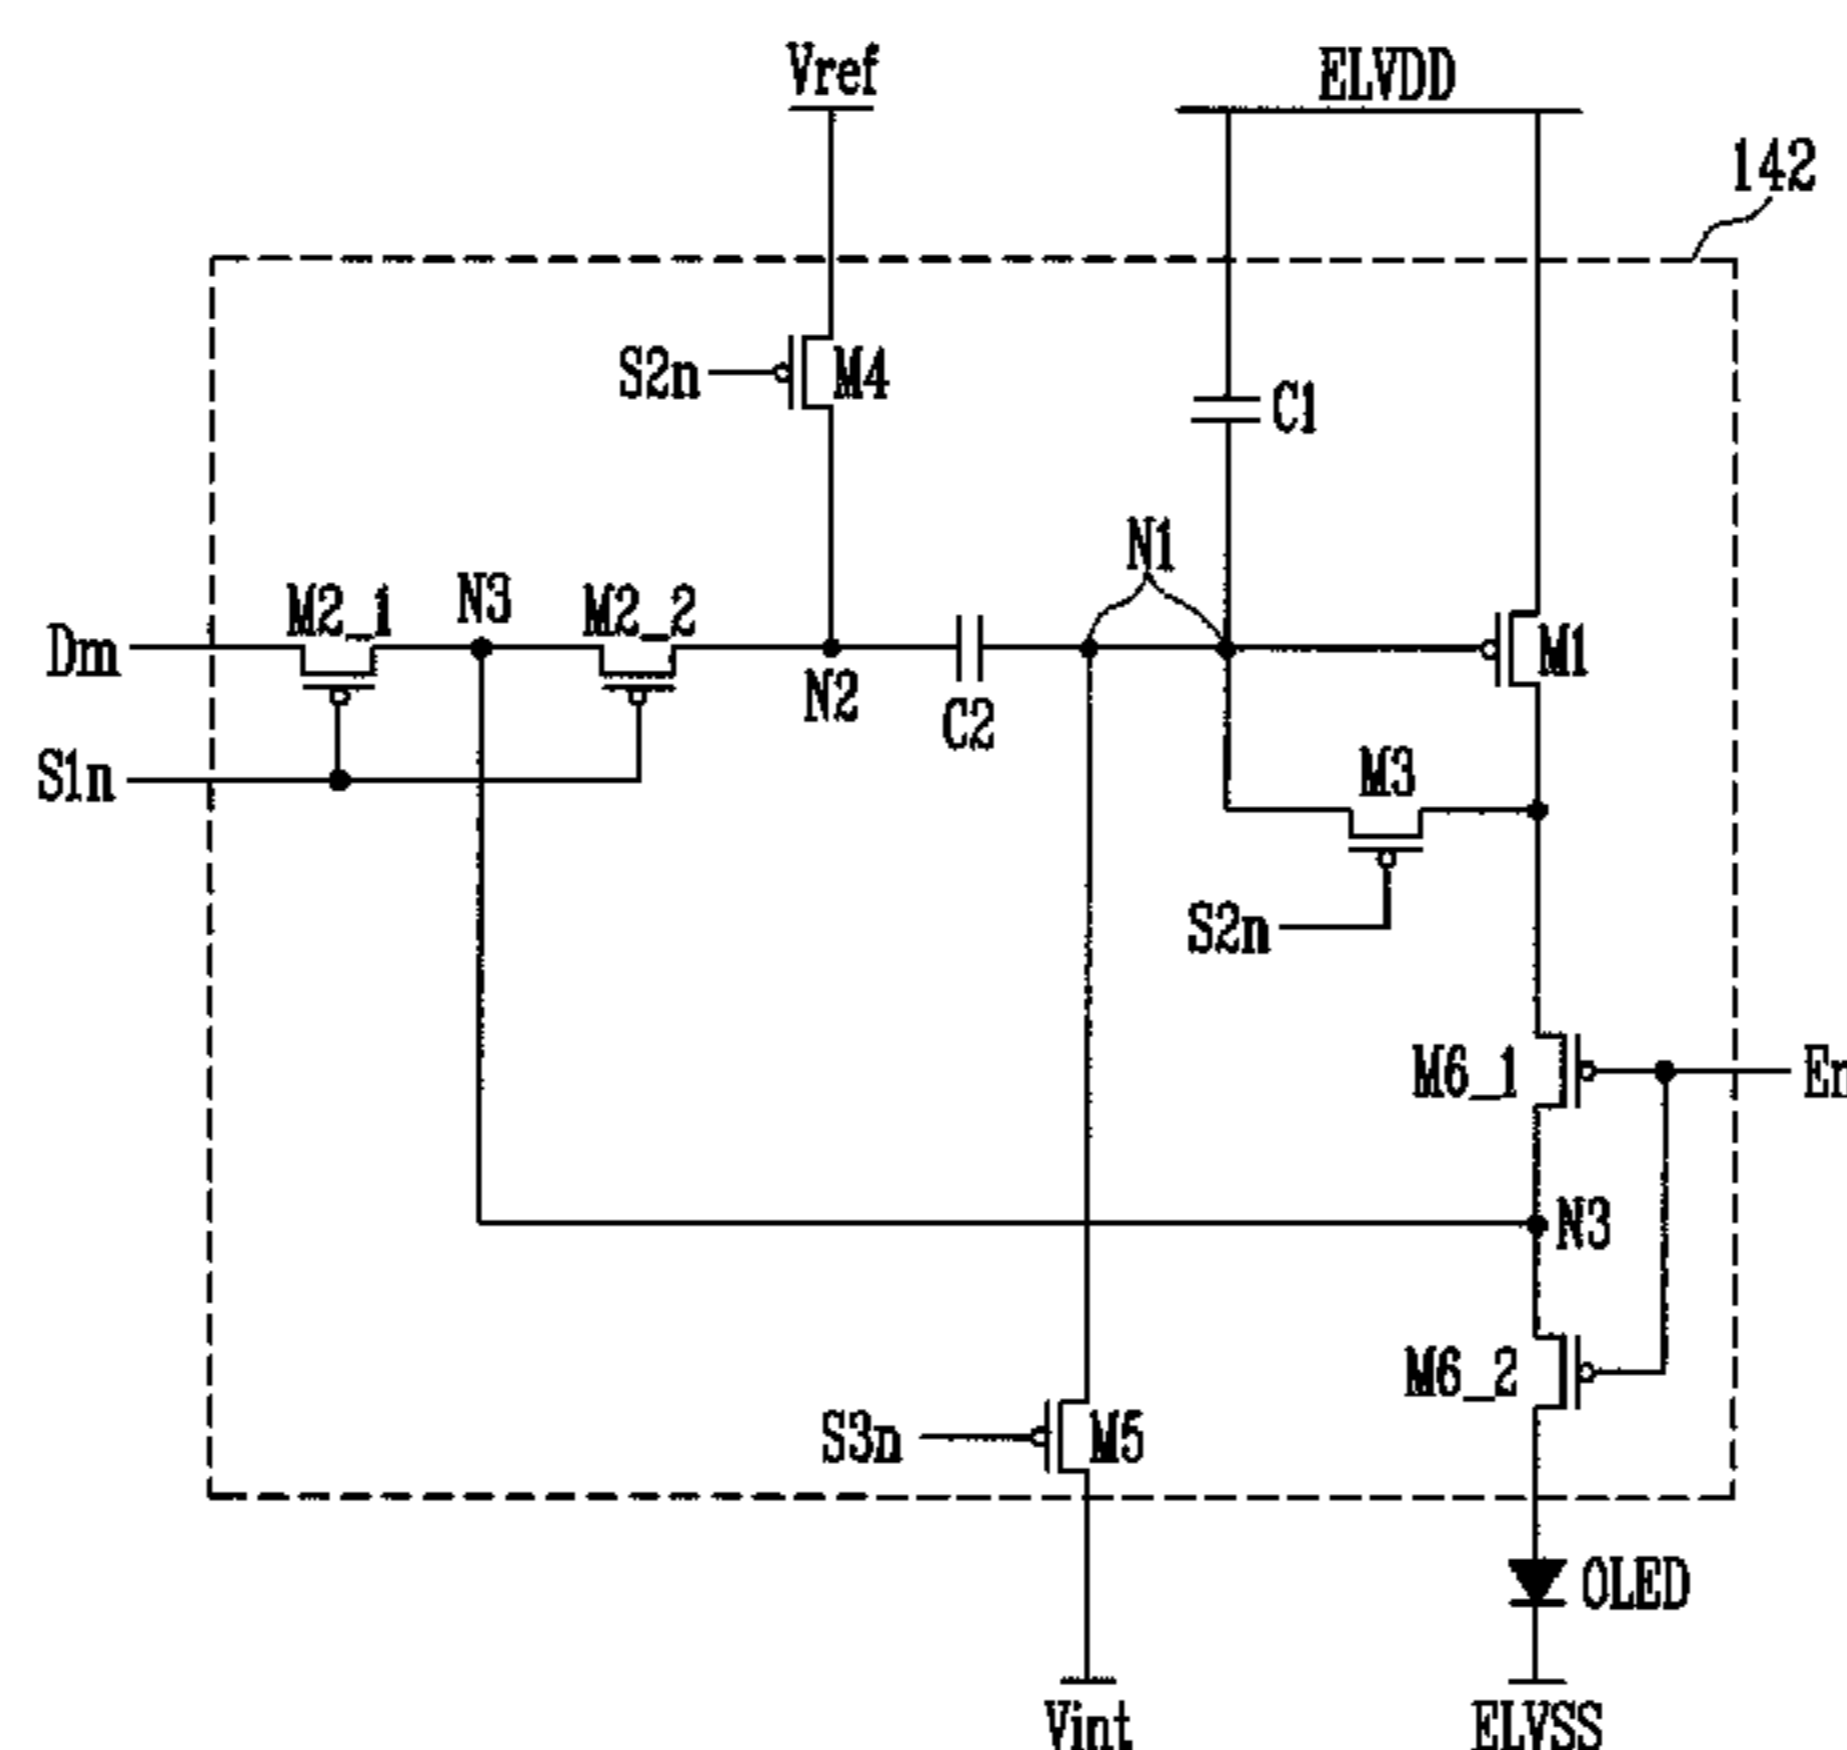 Vref
ELVDD
142
S2n
M4
C1
N1
M2_1
N3
M2_2
Dm
N2
C2
M1
S1n
M3
S2n
M6_1
N3
M6_2
S3n
M5
OLED
Vint
ELVSS